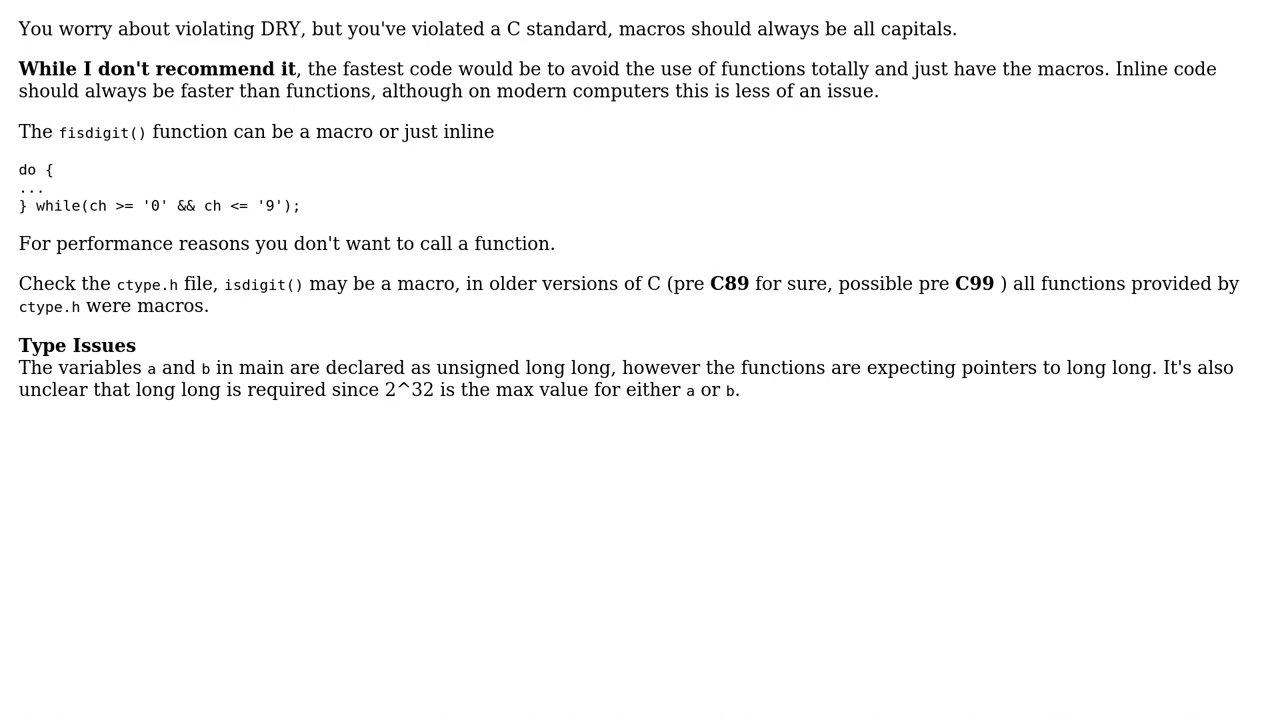 You worry about violating DRY, but you've violated a C standard, macros should always be all capitals.
While I don't recommend it, the fastest code would be to avoid the use of functions totally and just have the macros. Inline code
should always be faster than functions, although on modern computers this is less of an issue.
The fisdigit() function can be a macro or just inline
do {
...
} while(ch >= '0' && ch <= '9');
For performance reasons you don't want to call a function.
Check the ctype.h file, isdigit() may be a macro, in older versions of C (pre C89 for sure, possible pre C99 ) all functions provided by
ctype.h were macros.
Type Issues
The variables a and b in main are declared as unsigned long long, however the functions are expecting pointers to long long. It's also
unclear that long long is required since 2^32 is the max value for either a or b.